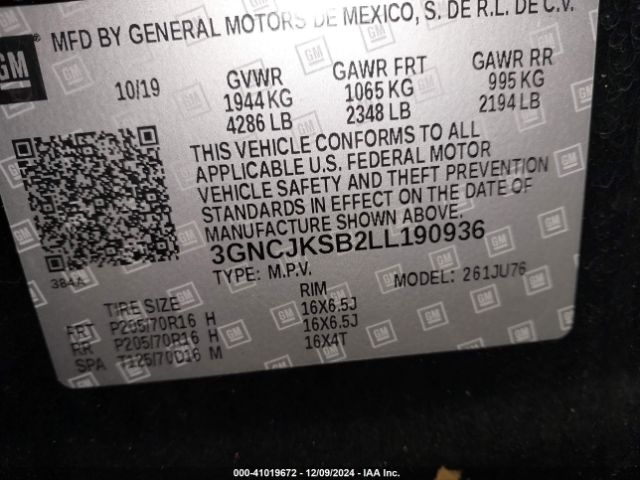 GM
MFD BY GENERAL MOTORS DE MEXICO, S. DE R.L. DE C.V.
10/19 GVWR GAWR FRT GAWR RR
1944 KG 1065 KG 995 KG
4286 LB 2348 LB 2194 LB
THIS VEHICLE CONFORMS TO ALL
APPLICABLE U.S. FEDERAL MOTOR
VEHICLE SAFETY AND THEFT PREVENTION
STANDARDS IN EFFECT ON THE DATE OF
MANUFACTURE SHOWN ABOVE.
3GNCJKSB2LL190936
384A TYPE: M.P.V. MODEL: 261JU76
TIRE SIZE RIM
FRT P205/70R16 H 16X6.5J
RR P205/70R16 H 16X6.5J
SPA T125/70D16 M 16X4T
000-41019672 - 12/09/2024 - IAA Inc.